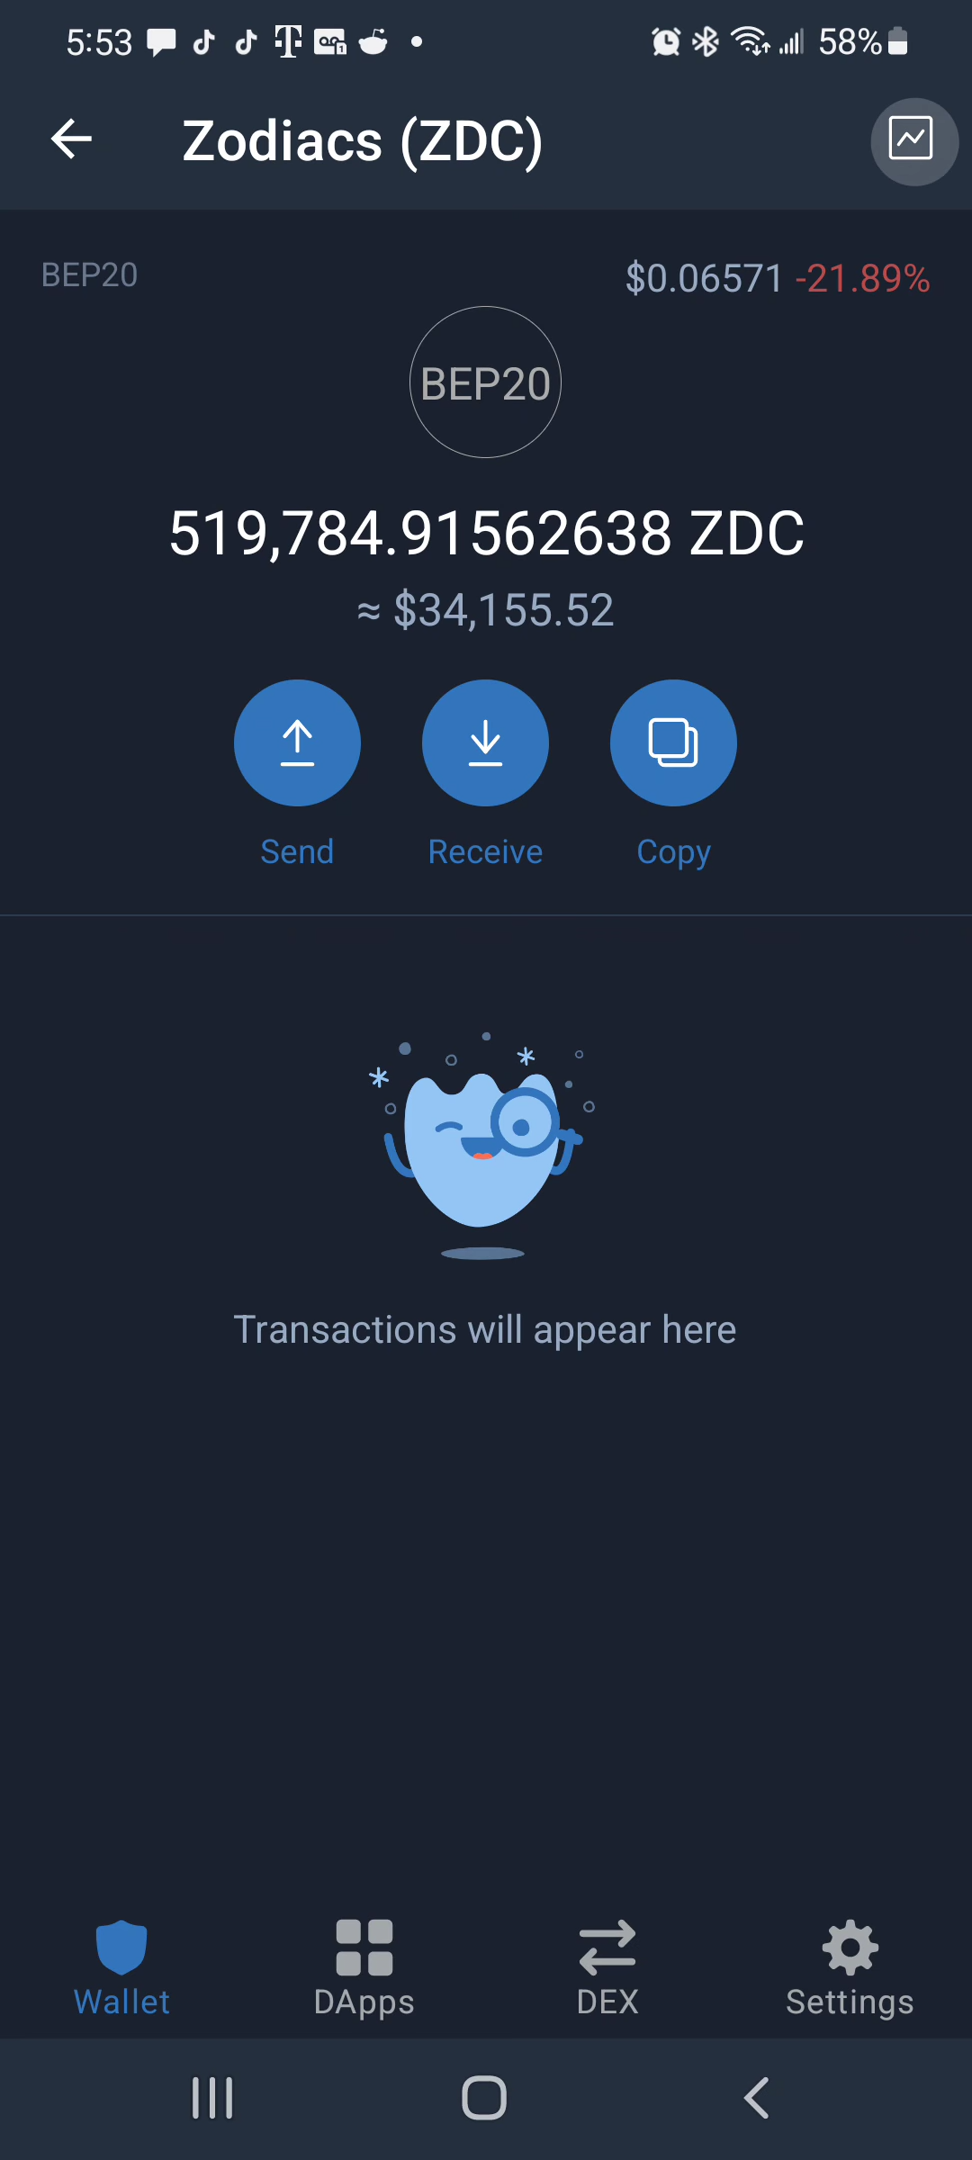 5:53 58%
Zodiacs (ZDC)
BEP20 $0.06571 -21.89%
BEP20
519,784.91562638 ZDC
≈ $34,155.52
Send Receive Copy
Transactions will appear here
Wallet DApps DEX Settings